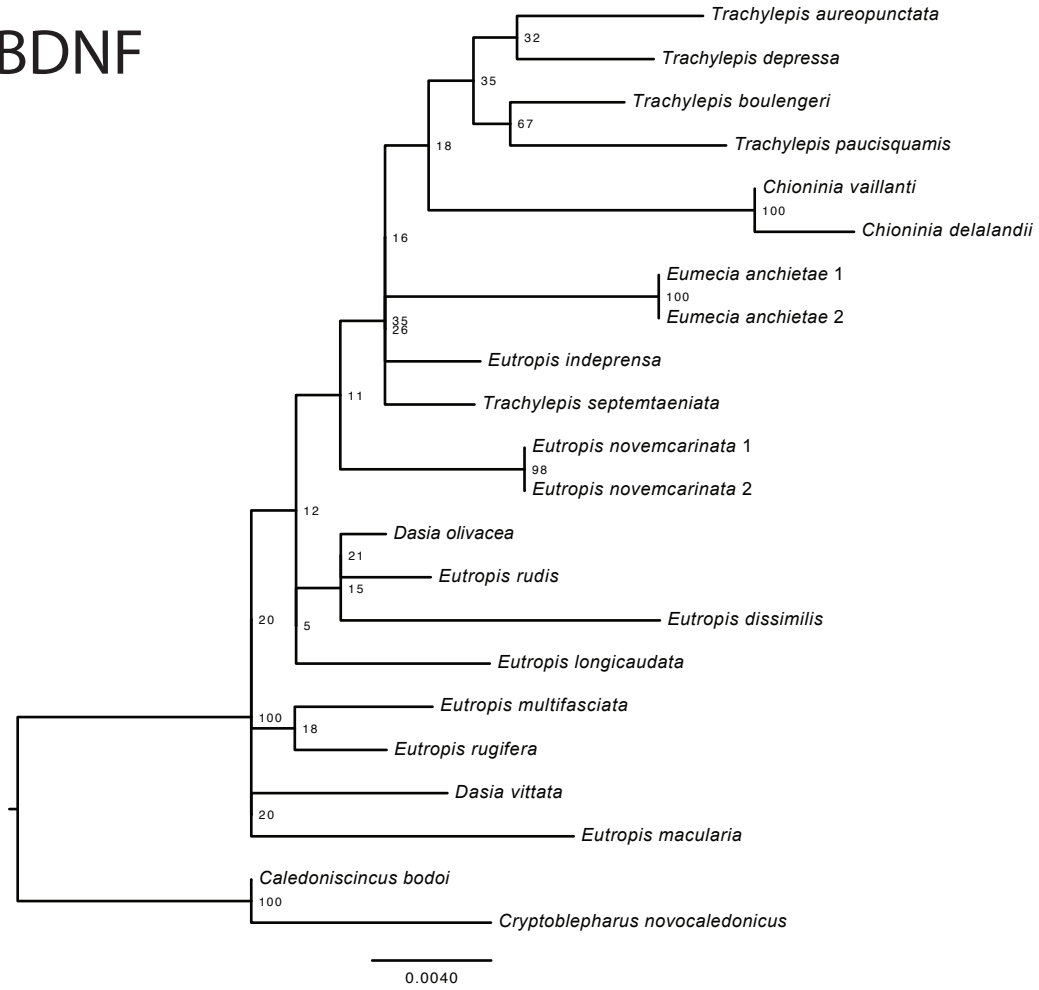 BDNF
Trachylepis aureopunctata
32
Trachylepis depressa
35
Trachylepis boulengeri
67
Trachylepis paucisquamis
18
Chioninia vaillanti
100
Chioninia delalandii
16
Eumecia anchietae 1
100
Eumecia anchietae 2
35
26
Eutropis indeprensa
11
Trachylepis septemtaeniata
Eutropis novemcarinata 1
98
Eutropis novemcarinata 2
12
Dasia olivacea
21
Eutropis rudis
15
20
Eutropis dissimilis
5
Eutropis longicaudata
Eutropis multifasciata
100
18
Eutropis rugifera
Dasia vittata
20
Eutropis macularia
Caledoniscincus bodoi
100
Cryptoblepharus novocaledonicus
0.0040